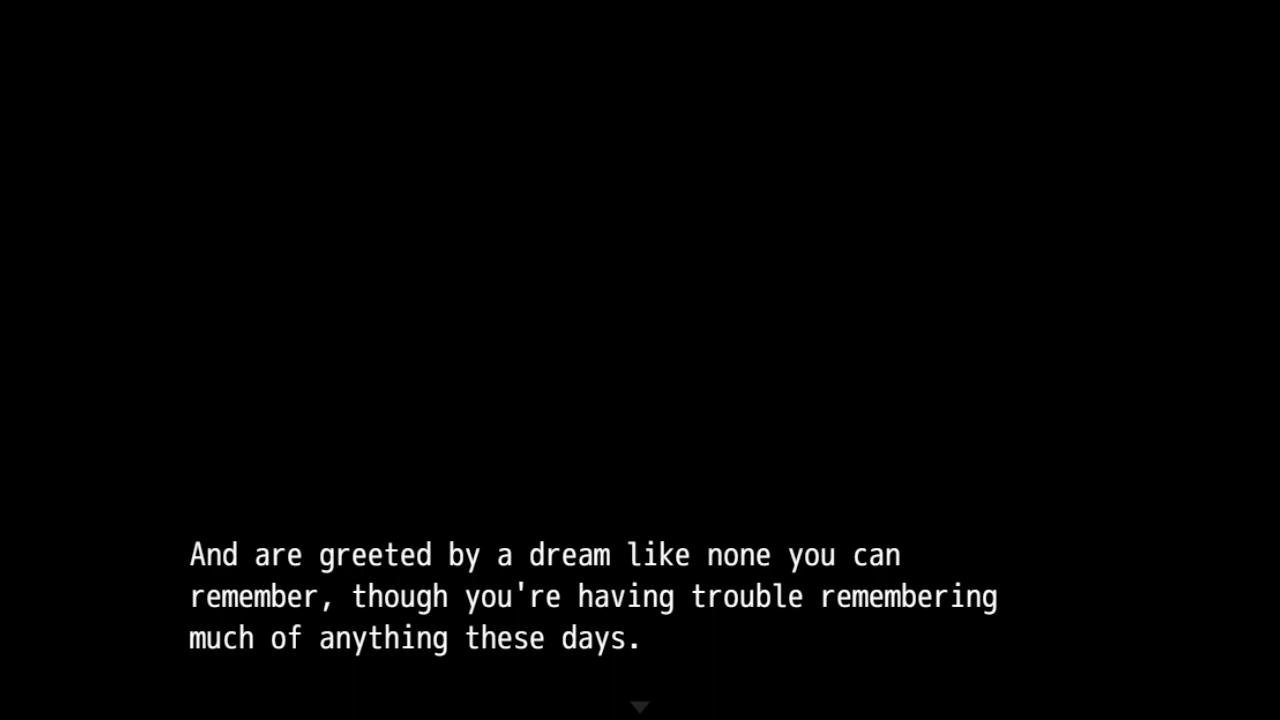 And are greeted by a dream like none you can
remember, though you're having trouble remembering
much of anything these days.